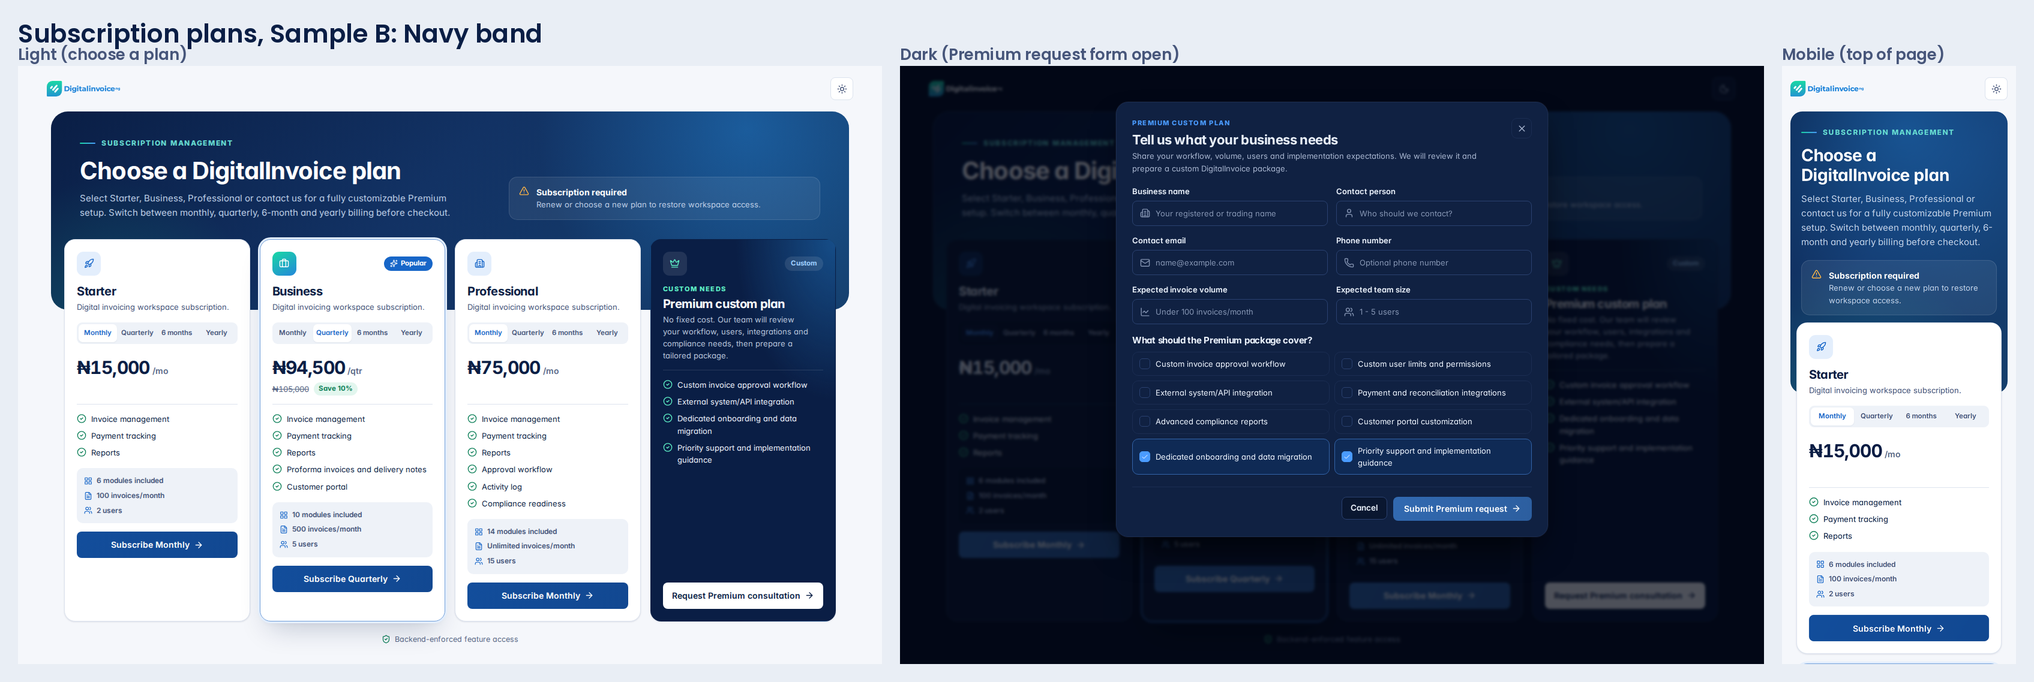 Subscription plans, Sample B: Navy band
Light (choose a plan)
DigitalInvoice
SUBSCRIPTION MANAGEMENT
Choose a DigitalInvoice plan
Select Starter, Business, Professional or contact us for a fully customizable Premium
setup. Switch between monthly, quarterly, 6-month and yearly billing before checkout.
Subscription required
Renew or choose a new plan to restore workspace access.
Starter
Digital invoicing workspace subscription.
Monthly Quarterly 6 months Yearly
₦15,000 /mo
Invoice management
Payment tracking
Reports
6 modules included
100 invoices/month
2 users
Subscribe Monthly →
Popular
Business
Digital invoicing workspace subscription.
Monthly Quarterly 6 months Yearly
₦94,500 /qtr
₦105,000 Save 10%
Invoice management
Payment tracking
Reports
Proforma invoices and delivery notes
Customer portal
10 modules included
500 invoices/month
5 users
Subscribe Quarterly →
Professional
Digital invoicing workspace subscription.
Monthly Quarterly 6 months Yearly
₦75,000 /mo
Invoice management
Payment tracking
Reports
Approval workflow
Activity log
Compliance readiness
14 modules included
Unlimited invoices/month
15 users
Subscribe Monthly →
Custom
CUSTOM NEEDS
Premium custom plan
No fixed cost. Our team will review
your workflow, users, integrations and
compliance needs, then prepare a
tailored package.
Custom invoice approval workflow
External system/API integration
Dedicated onboarding and data
migration
Priority support and implementation
guidance
Request Premium consultation →
Backend-enforced feature access
Dark (Premium request form open)
PREMIUM CUSTOM PLAN
Tell us what your business needs
Share your workflow, volume, users and implementation expectations. We will review it and
prepare a custom DigitalInvoice package.
Business name
Your registered or trading name
Contact person
Who should we contact?
Contact email
name@example.com
Phone number
Optional phone number
Expected invoice volume
Under 100 invoices/month
Expected team size
1 - 5 users
What should the Premium package cover?
Custom invoice approval workflow
Custom user limits and permissions
External system/API integration
Payment and reconciliation integrations
Advanced compliance reports
Customer portal customization
Dedicated onboarding and data migration
Priority support and implementation
guidance
Cancel
Submit Premium request →
Mobile (top of page)
DigitalInvoice
SUBSCRIPTION MANAGEMENT
Choose a
DigitalInvoice plan
Select Starter, Business, Professional or
contact us for a fully customizable Premium
setup. Switch between monthly, quarterly, 6-
month and yearly billing before checkout.
Subscription required
Renew or choose a new plan to restore
workspace access.
Starter
Digital invoicing workspace subscription.
Monthly Quarterly 6 months Yearly
₦15,000 /mo
Invoice management
Payment tracking
Reports
6 modules included
100 invoices/month
2 users
Subscribe Monthly →